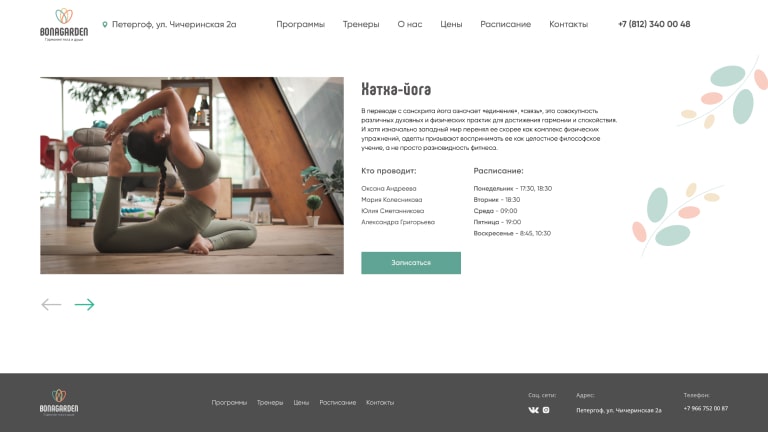 BONAGARDEN
Гармония тела и души
Петергоф, ул. Чичеринская 2а
Программы
Тренеры
О нас
Цены
Расписание
Контакты
+7 (812) 340 00 48
Хатха-йога
В переводе с санскрита йога означает «единение», «связь», это совокупность
различных духовных и физических практик для достижения гармонии и спокойствия.
И хотя изначально западный мир перенял ее скорее как комплекс физических
упражнений, адепты призывают воспринимать ее как целостное философское
учение, а не просто разновидность фитнеса.
Кто проводит:
Оксана Андреева
Мария Колесникова
Юлия Сметанникова
Александра Григорьева
Расписание:
Понедельник - 17:30, 18:30
Вторник - 18:30
Среда - 09:00
Пятница - 19:00
Воскресенье - 8:45, 10:30
Записаться
BONAGARDEN
Гармония тела и души
Программы
Тренеры
Цены
Расписание
Контакты
Соц. сети:
Адрес:
Петергоф, ул. Чичеринская 2а
Телефон:
+7 966 752 00 87